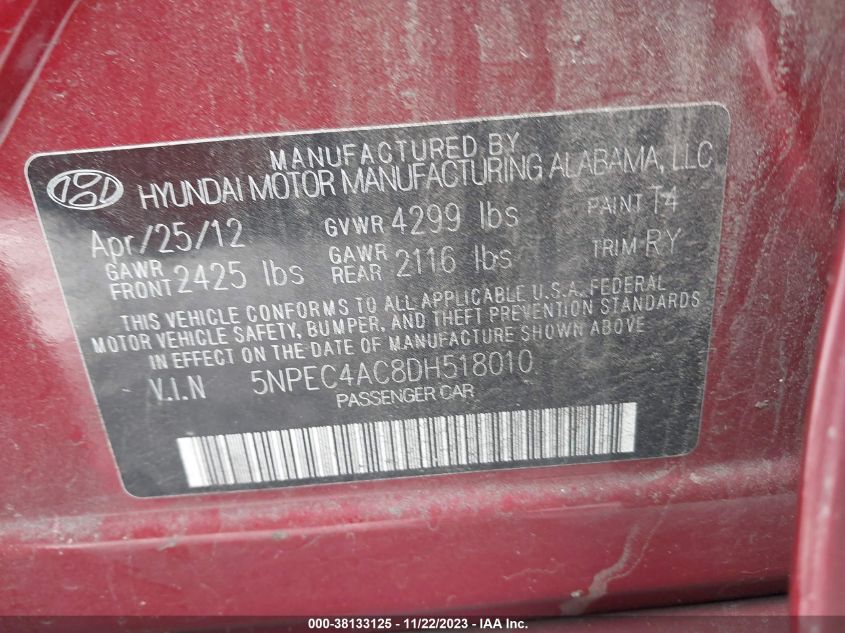 MANUFACTURED BY
HYUNDAI MOTOR MANUFACTURING ALABAMA, LLC
Apr/25/12 GVWR 4299 lbs PAINT T4
GAWR FRONT 2425 lbs GAWR REAR 2116 lbs TRIM RY
THIS VEHICLE CONFORMS TO ALL APPLICABLE U.S.A. FEDERAL
MOTOR VEHICLE SAFETY, BUMPER, AND THEFT PREVENTION STANDARDS
IN EFFECT ON THE DATE OF MANUFACTURE SHOWN ABOVE
V.I.N 5NPEC4AC8DH518010
PASSENGER CAR
000-38133125 - 11/22/2023 - IAA Inc.